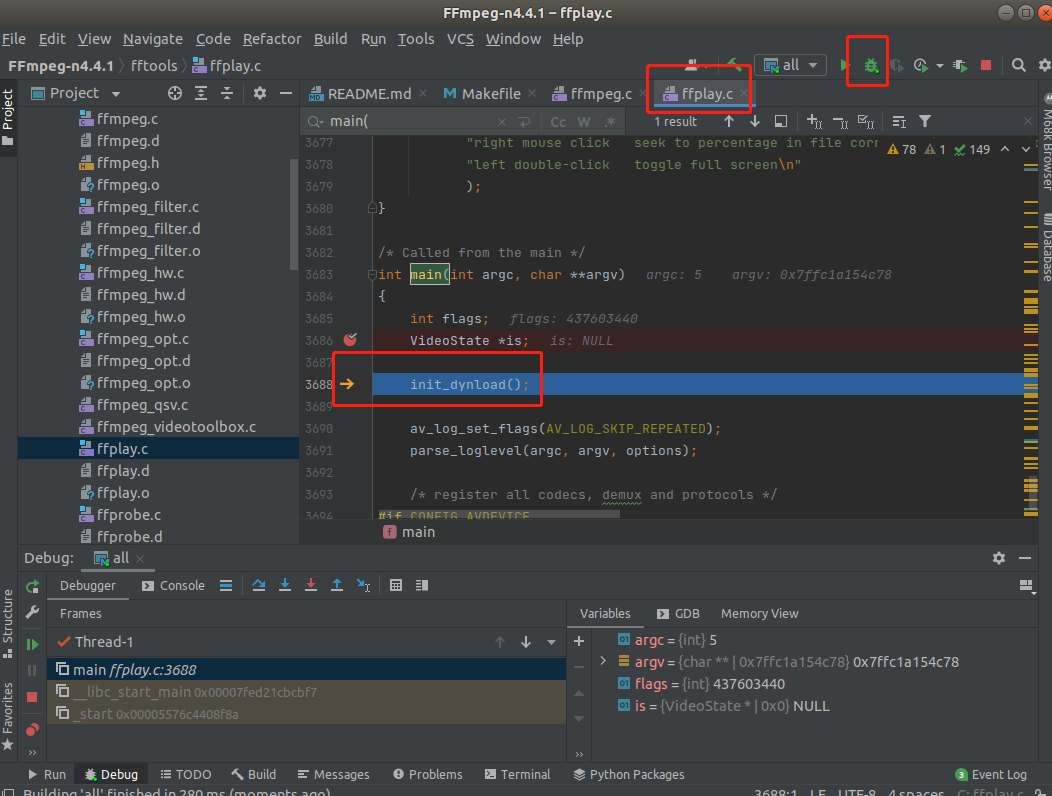 FFmpeg-n4.4.1 – ffplay.c
File Edit View Navigate Code Refactor Build Run Tools VCS Window Help
FFmpeg-n4.4.1 fftools ffplay.c all
Project README.md Makefile ffmpeg.c ffplay.c
Project
main( Cc W .* 1 result
ffmpeg.c
ffmpeg.d
ffmpeg.h
ffmpeg.o
ffmpeg_filter.c
ffmpeg_filter.d
ffmpeg_filter.o
ffmpeg_hw.c
ffmpeg_hw.d
ffmpeg_hw.o
ffmpeg_opt.c
ffmpeg_opt.d
ffmpeg_opt.o
ffmpeg_qsv.c
ffmpeg_videotoolbox.c
ffplay.c
ffplay.d
ffplay.o
ffprobe.c
ffprobe.d
3677 "right mouse click seek to percentage in file corr
78 1 149
3678 "left double-click toggle full screen\n"
3679 );
3680 }
3681
3682 /* Called from the main */
3683 int main(int argc, char **argv) argc: 5 argv: 0x7ffc1a154c78
3684 {
3685 int flags; flags: 437603440
3686 VideoState *is; is: NULL
3687
3688 init_dynload();
3689
3690 av_log_set_flags(AV_LOG_SKIP_REPEATED);
3691 parse_loglevel(argc, argv, options);
3692
3693 /* register all codecs, demux and protocols */
3694 #if CONFIG_AVDEVICE
f main
M68k Browser
Database
Structure
Favorites
Debug: all
Debugger Console
Frames
Thread-1
main ffplay.c:3688
__libc_start_main 0x00007fed21cbcbf7
_start 0x00005576c4408f8a
Variables GDB Memory View
argc = {int} 5
argv = {char ** | 0x7ffc1a154c78} 0x7ffc1a154c78
flags = {int} 437603440
is = {VideoState * | 0x0} NULL
Run Debug TODO Build Messages Problems Terminal Python Packages 3 Event Log
Building 'all' finished in 280 ms (moments ago) 3688:1 LF UTF-8 4 spaces C: ffplay.c